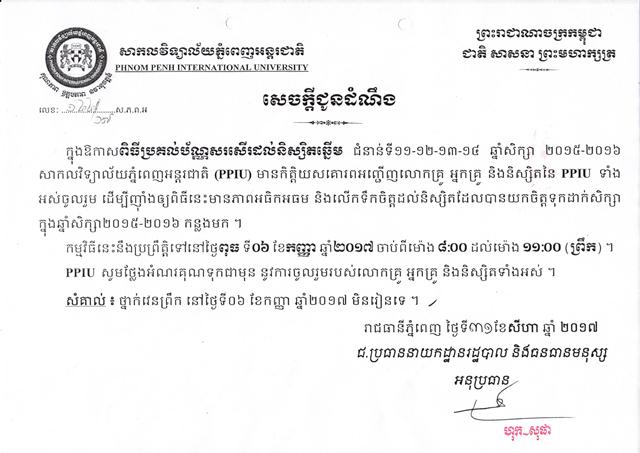 ព្រះរាជាណាចក្រកម្ពុជា
ជាតិ សាសនា ព្រះមហាក្សត្រ
សាកលវិទ្យាល័យភ្នំពេញអន្តរជាតិ
PHNOM PENH INTERNATIONAL UNIVERSITY
លេខ: ស.ភ.ព.អ
សេចក្តីជូនដំណឹង
ក្នុងឱកាសពិធីប្រគល់ប័ណ្ណសរសើរដល់និស្សិតឆ្នើម ជំនាន់ទី១១-១២-១៣-១៤ ឆ្នាំសិក្សា ២០១៥-២០១៦
សាកលវិទ្យាល័យភ្នំពេញអន្តរជាតិ (PPIU) មានកិត្តិយសគោរពអញ្ជើញលោកគ្រូ អ្នកគ្រូ និងនិស្សិតនៃ PPIU ទាំង
អស់ចូលរួម ដើម្បីញ៉ាំងឲ្យពិធីនេះមានភាពអធិកអធម និងលើកទឹកចិត្តដល់និស្សិតដែលបានយកចិត្តទុកដាក់សិក្សា
ក្នុងឆ្នាំសិក្សា២០១៥-២០១៦ កន្លងមក ។
កម្មវិធីនេះនឹងប្រព្រឹត្តិទៅនៅថ្ងៃពុធ ទី០៦ ខែកញ្ញា ឆ្នាំ២០១៧ ចាប់ពីម៉ោង ៨:០០ ដល់ម៉ោង ១១:០០ (ព្រឹក) ។
PPIU សូមថ្លែងអំណរគុណទុកជាមុន នូវការចូលរួមរបស់លោកគ្រូ អ្នកគ្រូ និងនិស្សិតទាំងអស់ ។
សំគាល់ ៖ ថ្នាក់វេនព្រឹក នៅថ្ងៃទី០៦ ខែកញ្ញា ឆ្នាំ២០១៧ មិនរៀនទេ ។
រាជធានីភ្នំពេញ ថ្ងៃទី៣១ខែសីហា ឆ្នាំ ២០១៧
ជ.ប្រធាននាយកដ្ឋានរដ្ឋបាល និងធនធានមនុស្ស
អនុប្រធាន
ហុក សុផា